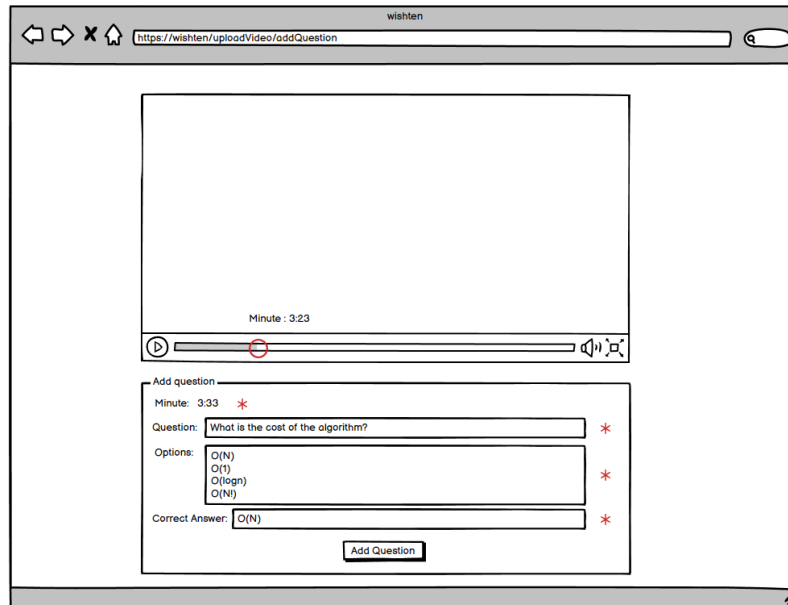 wishten
https://wishten/uploadVideo/addQuestion
Minute : 3:23
Add question
Minute: 3:33 *
Question: What is the cost of the algorithm? *
Options: O(N)
O(1)
O(logn)
O(N!)
*
Correct Answer: O(N) *
Add Question